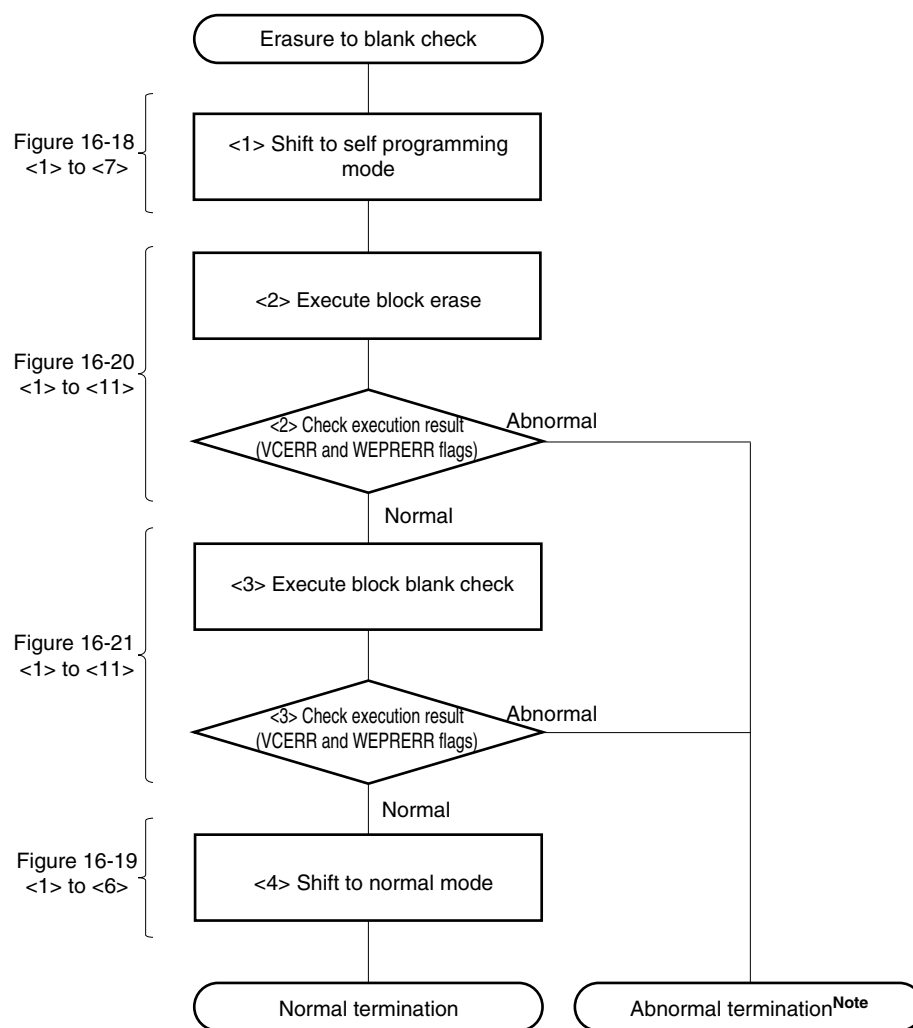 Erasure to blank check
Figure 16-18
<1> to <7>
<1> Shift to self programming
mode
Figure 16-20
<1> to <11>
<2> Execute block erase
<2> Check execution result
(VCERR and WEPRERR flags)
Abnormal
Normal
Figure 16-21
<1> to <11>
<3> Execute block blank check
<3> Check execution result
(VCERR and WEPRERR flags)
Abnormal
Normal
Figure 16-19
<1> to <6>
<4> Shift to normal mode
Normal termination
Abnormal termination Note